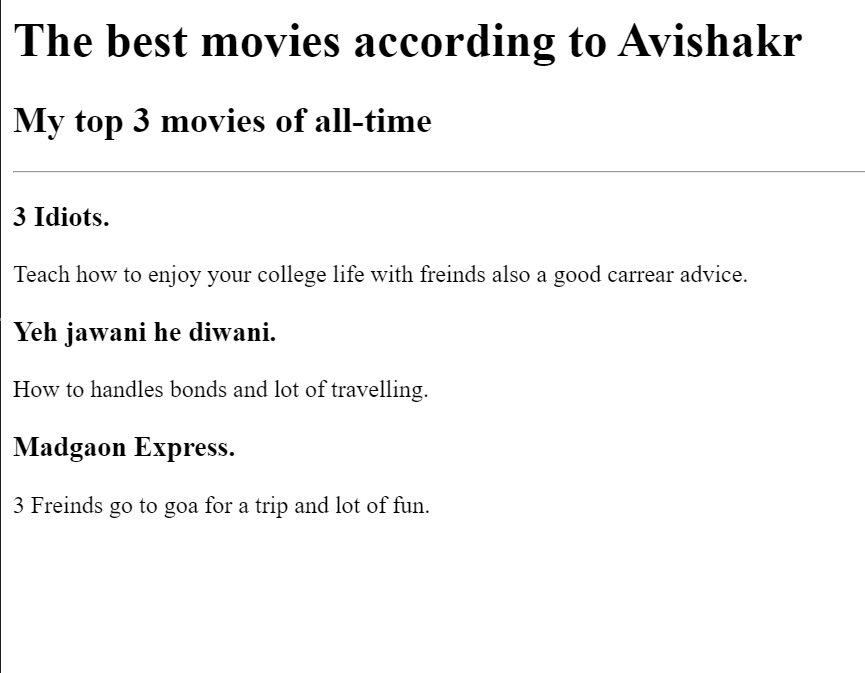 The best movies according to Avishakr
My top 3 movies of all-time
3 Idiots.
Teach how to enjoy your college life with freinds also a good carrear advice.
Yeh jawani he diwani.
How to handles bonds and lot of travelling.
Madgaon Express.
3 Freinds go to goa for a trip and lot of fun.